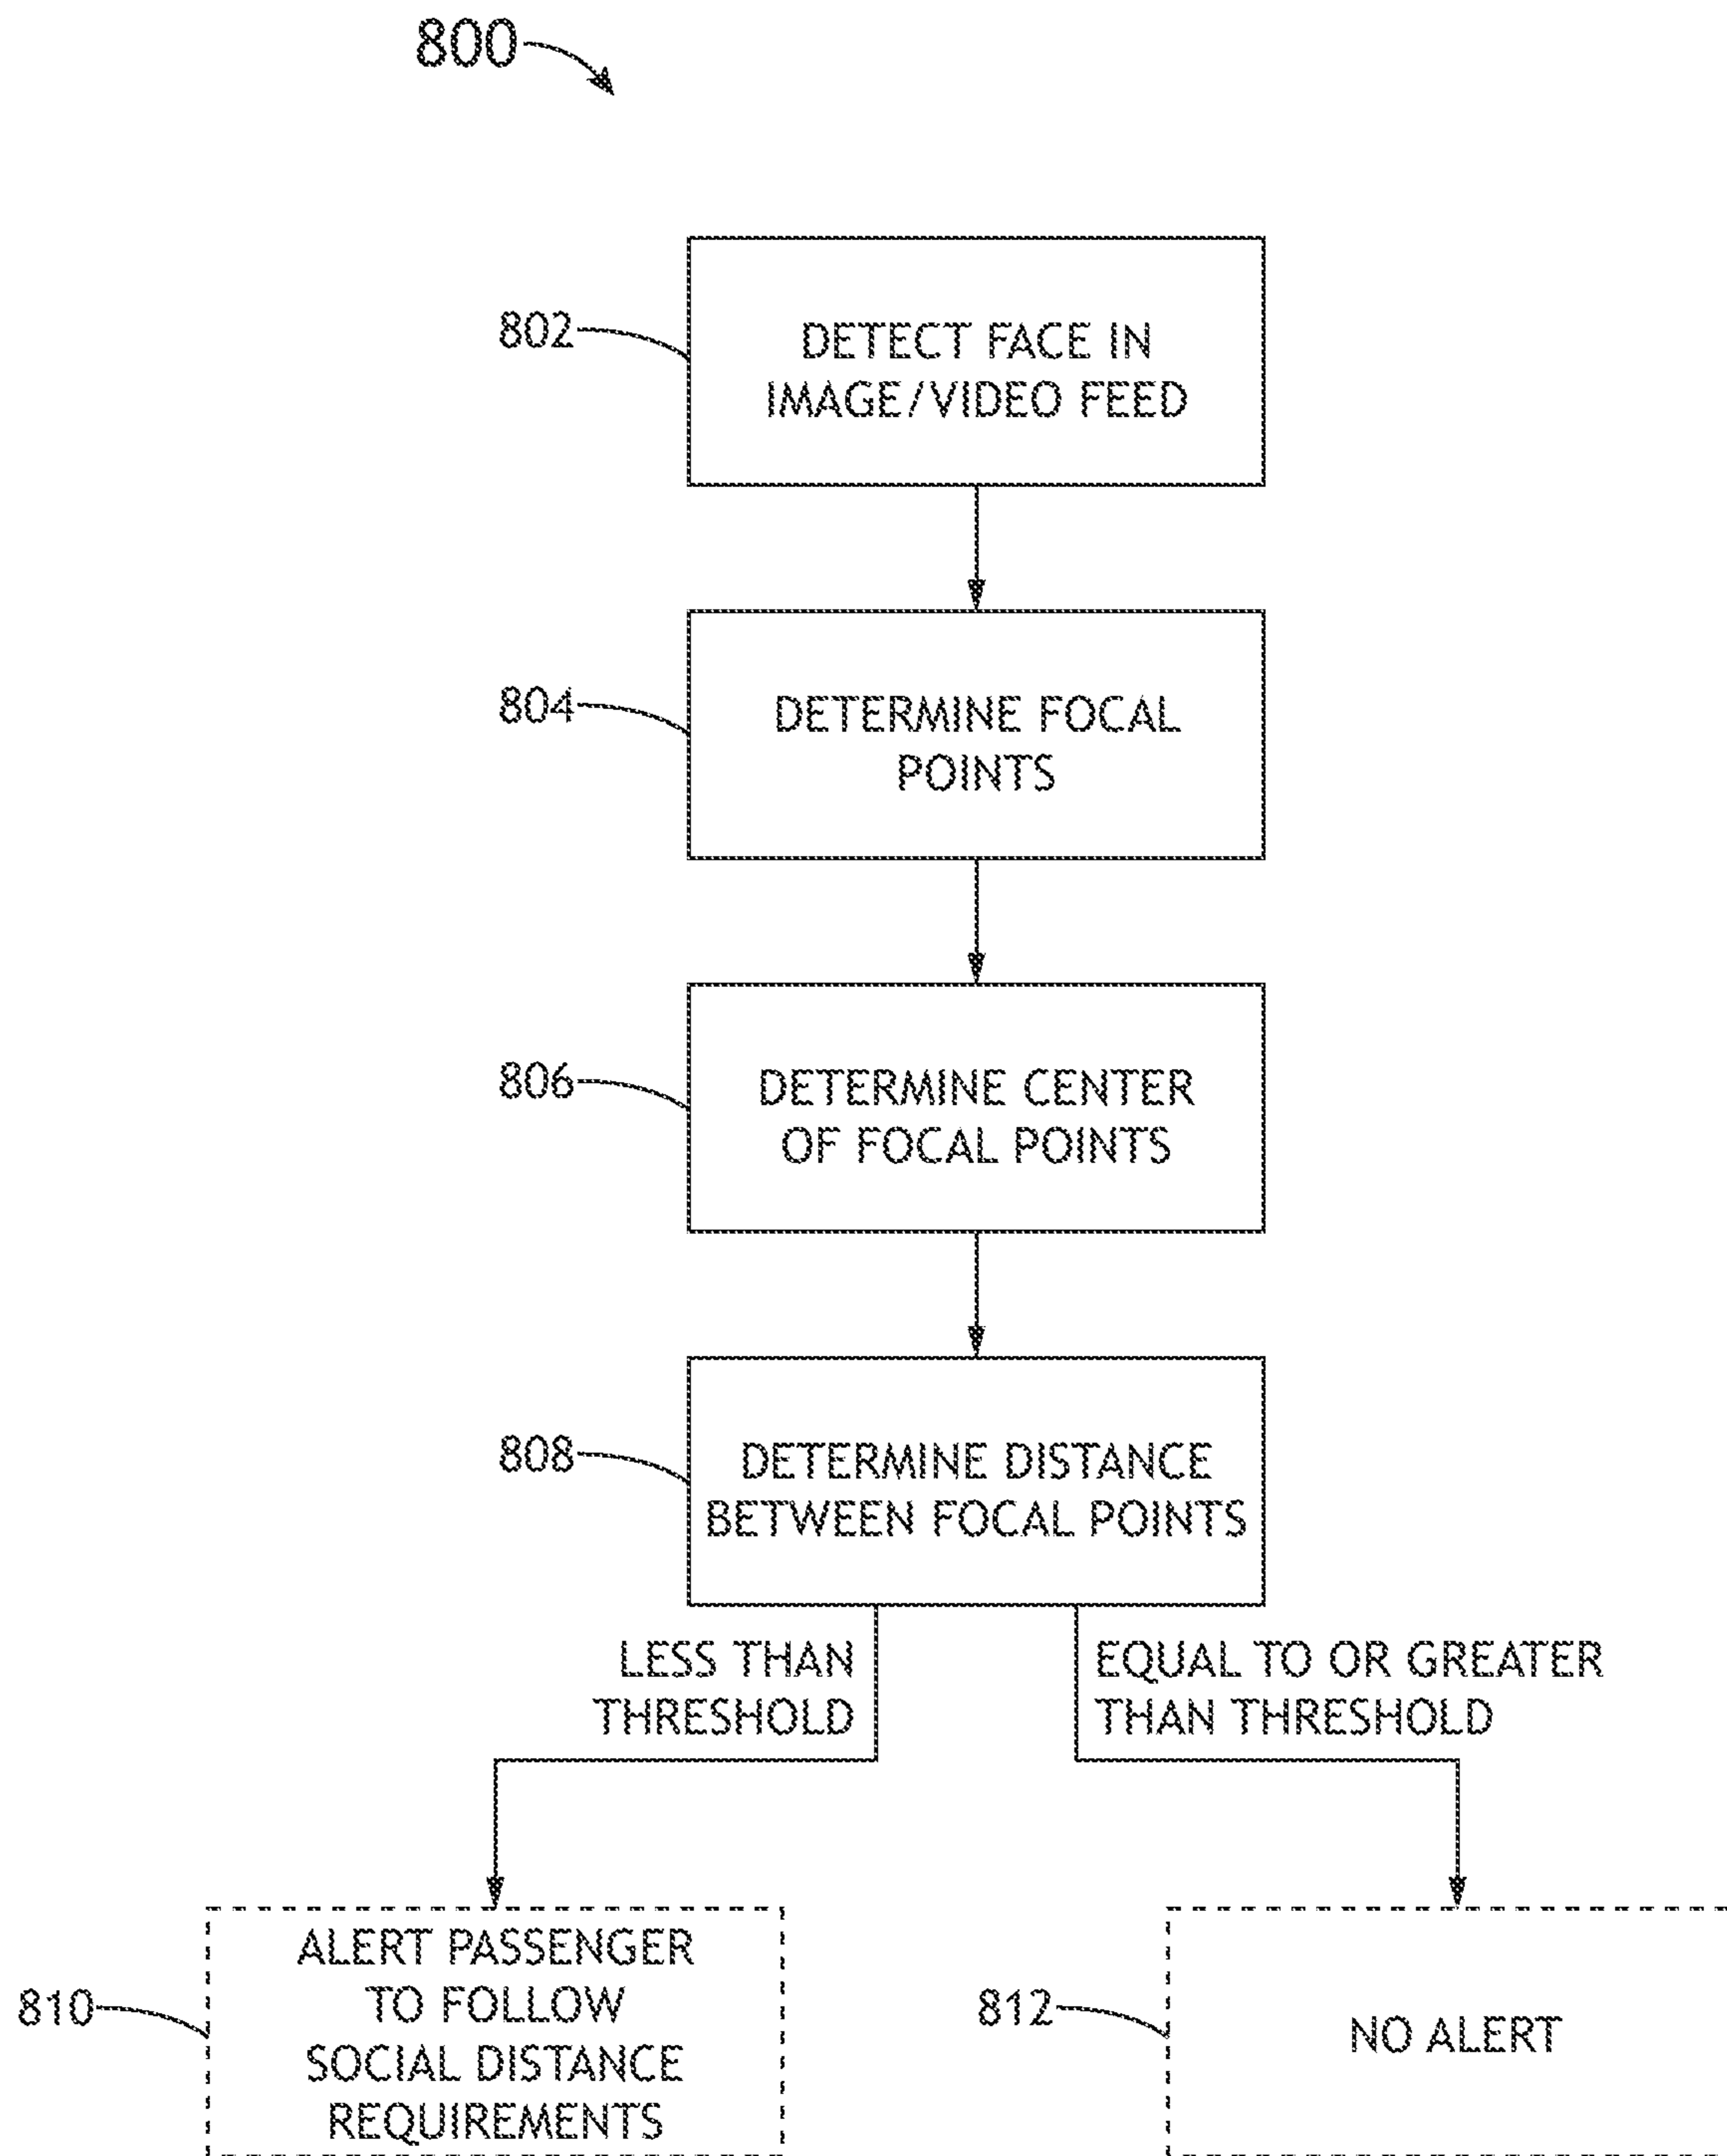 800
802
DETECT FACE IN
IMAGE/VIDEO FEED
804
DETERMINE FOCAL
POINTS
806
DETERMINE CENTER
OF FOCAL POINTS
808
DETERMINE DISTANCE
BETWEEN FOCAL POINTS
LESS THAN
THRESHOLD
EQUAL TO OR GREATER
THAN THRESHOLD
810
ALERT PASSENGER
TO FOLLOW
SOCIAL DISTANCE
REQUIREMENTS
812
NO ALERT